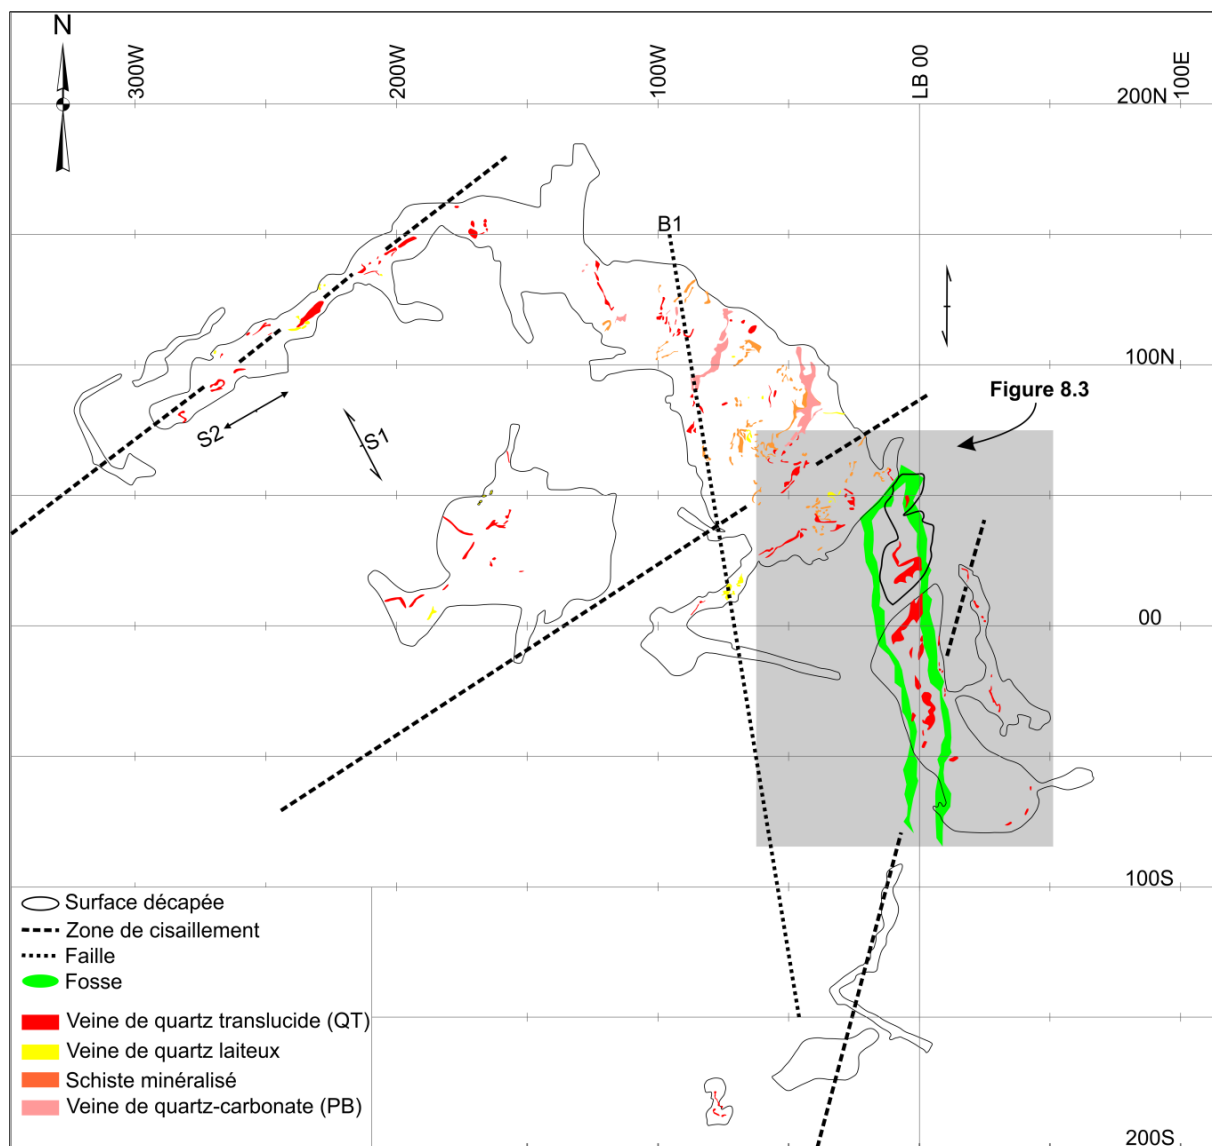 N
300W
200W
100W
LB 00
100E
200N
B1
100N
Figure 8.3
S2
S1
00
100S
Surface décapée
Zone de cisaillement
Faille
Fosse
Veine de quartz translucide (QT)
Veine de quartz laiteux
Schiste minéralisé
Veine de quartz-carbonate (PB)
200S